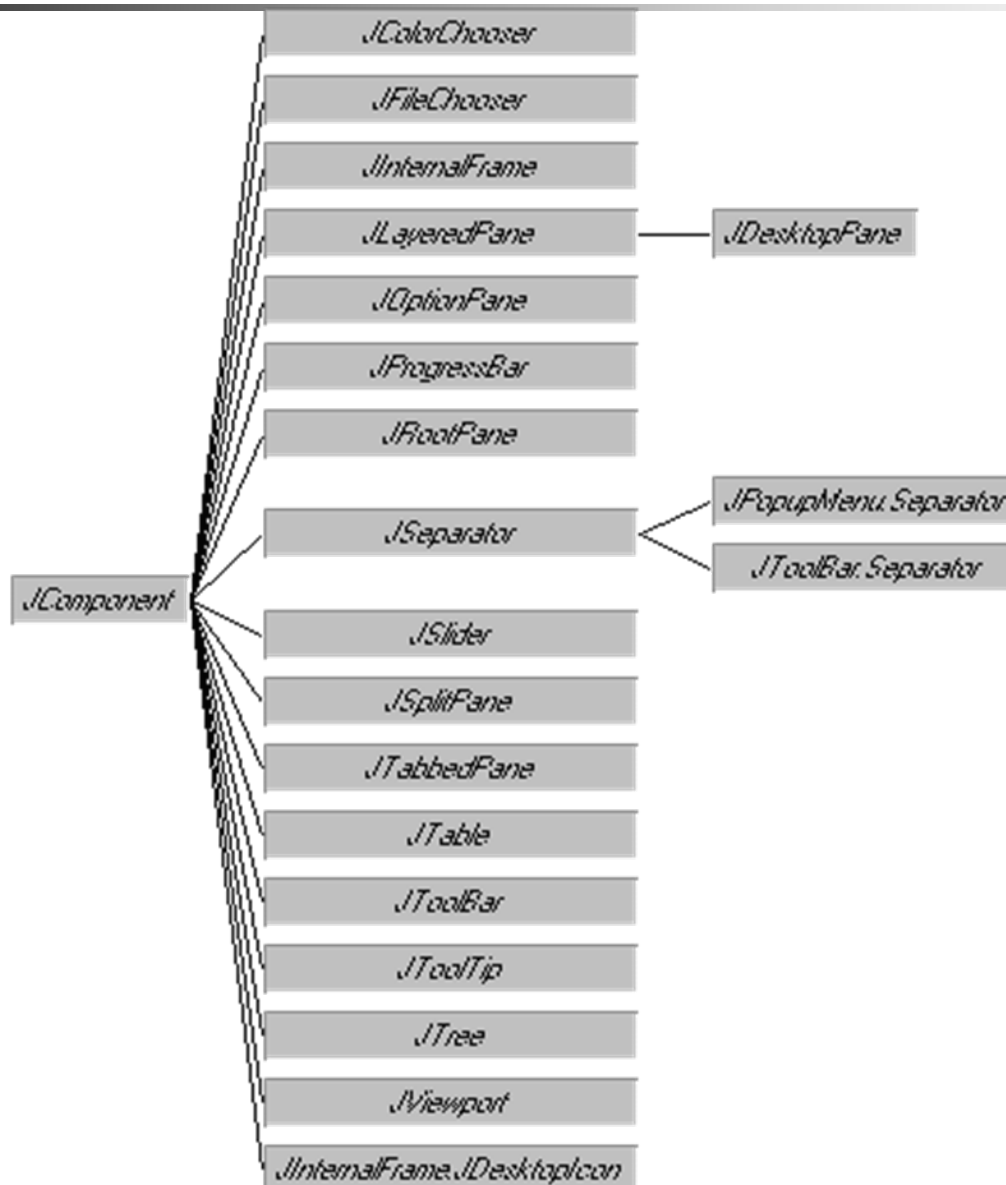 JColorChooser
JFileChooser
JInternalFrame
JLayeredPane
JDesktopPane
JOptionPane
JProgressBar
JRootPane
JPopupMenu.Separator
JSeparator
JToolBar.Separator
JComponent
JSlider
JSplitPane
JTabbedPane
JTable
JToolBar
JToolTip
JTree
JViewport
JInternalFrame.JDesktopIcon